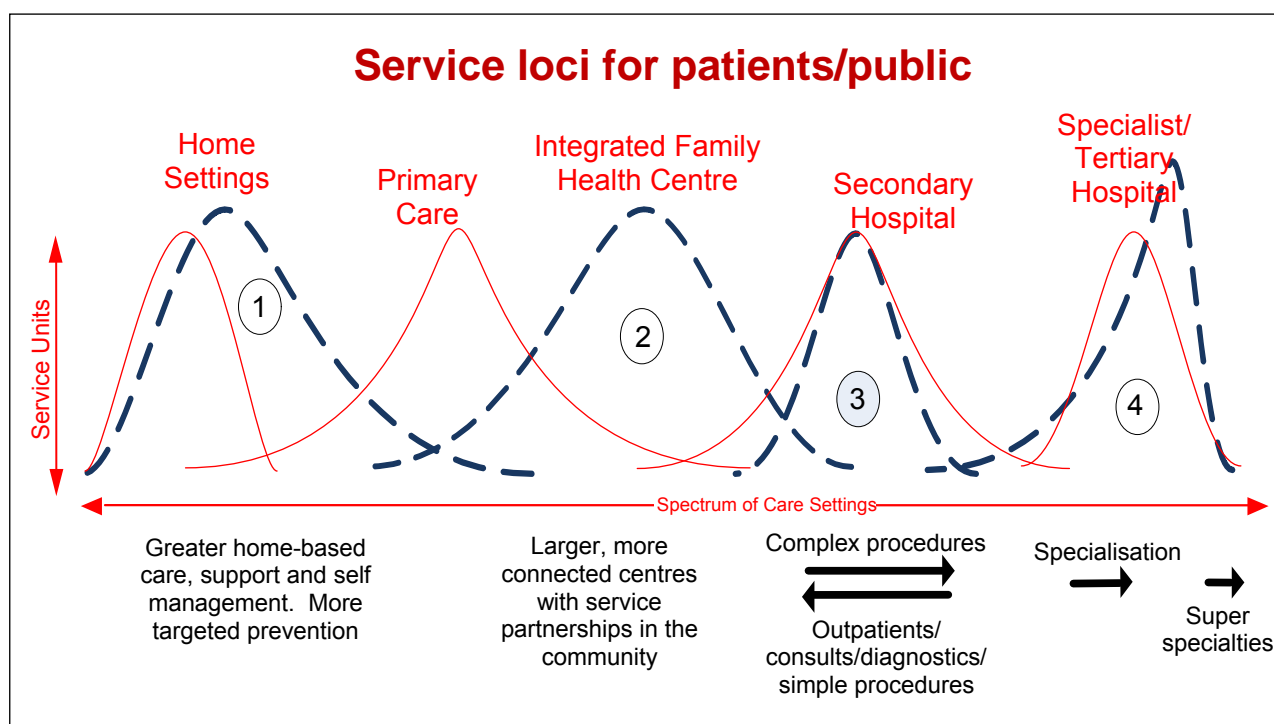 Service loci for patients/public
Home
Settings
Primary
Care
Integrated Family
Health Centre
Secondary
Hospital
Specialist/
Tertiary
Hospital
Service Units
1
2
3
4
Spectrum of Care Settings
Greater home-based
care, support and self
management. More
targeted prevention
Larger, more
connected centres
with service
partnerships in the
community
Complex procedures
Outpatients/
consults/diagnostics/
simple procedures
Specialisation
Super
specialties